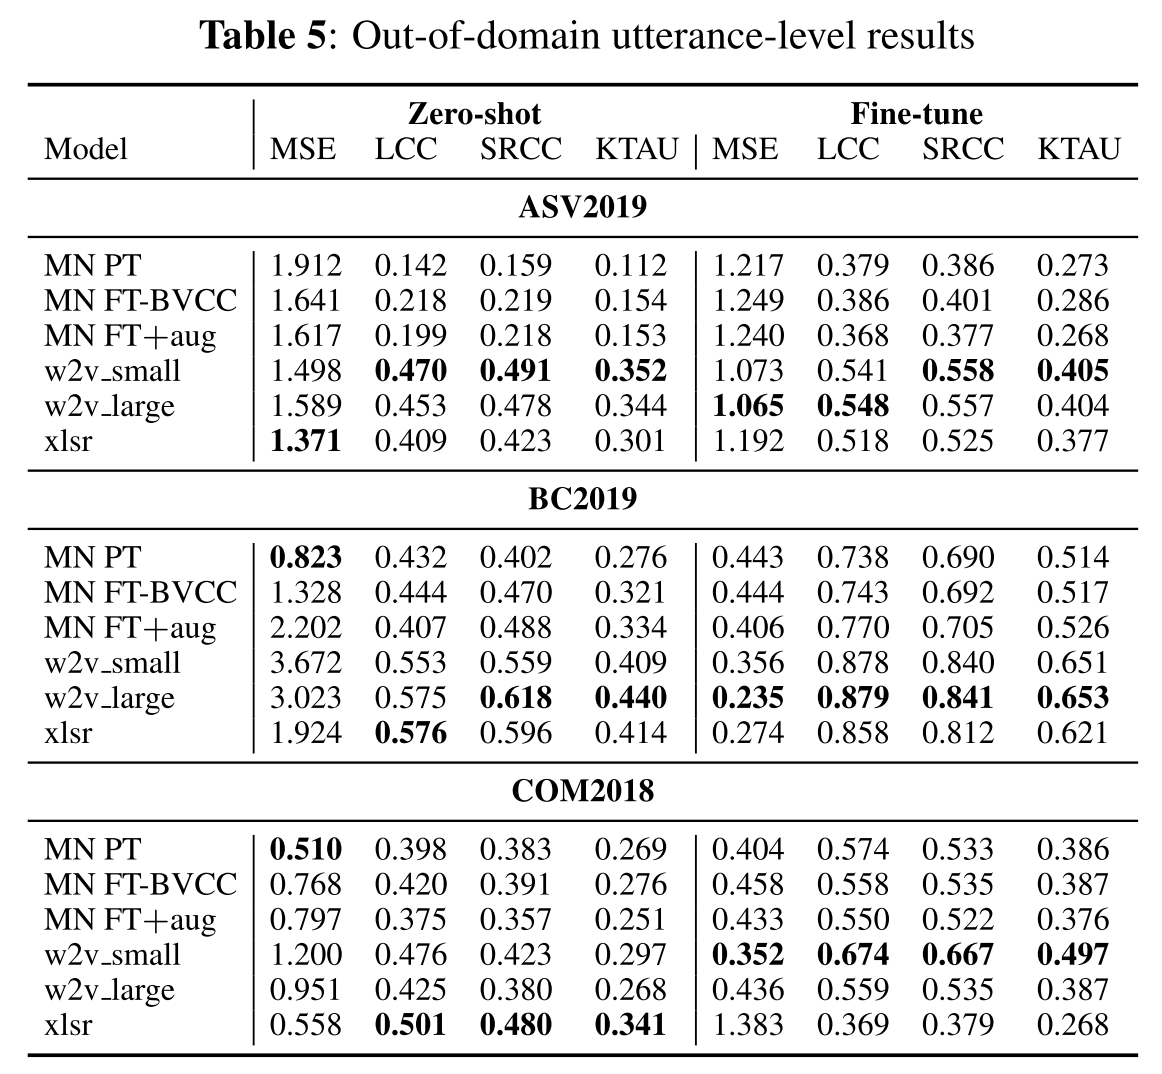 Table 5: Out-of-domain utterance-level results
Zero-shot Fine-tune
Model MSE LCC SRCC KTAU MSE LCC SRCC KTAU
ASV2019
MN PT 1.912 0.142 0.159 0.112 1.217 0.379 0.386 0.273
MN FT-BVCC 1.641 0.218 0.219 0.154 1.249 0.386 0.401 0.286
MN FT+aug 1.617 0.199 0.218 0.153 1.240 0.368 0.377 0.268
w2v_small 1.498 0.470 0.491 0.352 1.073 0.541 0.558 0.405
w2v_large 1.589 0.453 0.478 0.344 1.065 0.548 0.557 0.404
xlsr 1.371 0.409 0.423 0.301 1.192 0.518 0.525 0.377
BC2019
MN PT 0.823 0.432 0.402 0.276 0.443 0.738 0.690 0.514
MN FT-BVCC 1.328 0.444 0.470 0.321 0.444 0.743 0.692 0.517
MN FT+aug 2.202 0.407 0.488 0.334 0.406 0.770 0.705 0.526
w2v_small 3.672 0.553 0.559 0.409 0.356 0.878 0.840 0.651
w2v_large 3.023 0.575 0.618 0.440 0.235 0.879 0.841 0.653
xlsr 1.924 0.576 0.596 0.414 0.274 0.858 0.812 0.621
COM2018
MN PT 0.510 0.398 0.383 0.269 0.404 0.574 0.533 0.386
MN FT-BVCC 0.768 0.420 0.391 0.276 0.458 0.558 0.535 0.387
MN FT+aug 0.797 0.375 0.357 0.251 0.433 0.550 0.522 0.376
w2v_small 1.200 0.476 0.423 0.297 0.352 0.674 0.667 0.497
w2v_large 0.951 0.425 0.380 0.268 0.436 0.559 0.535 0.387
xlsr 0.558 0.501 0.480 0.341 1.383 0.369 0.379 0.268